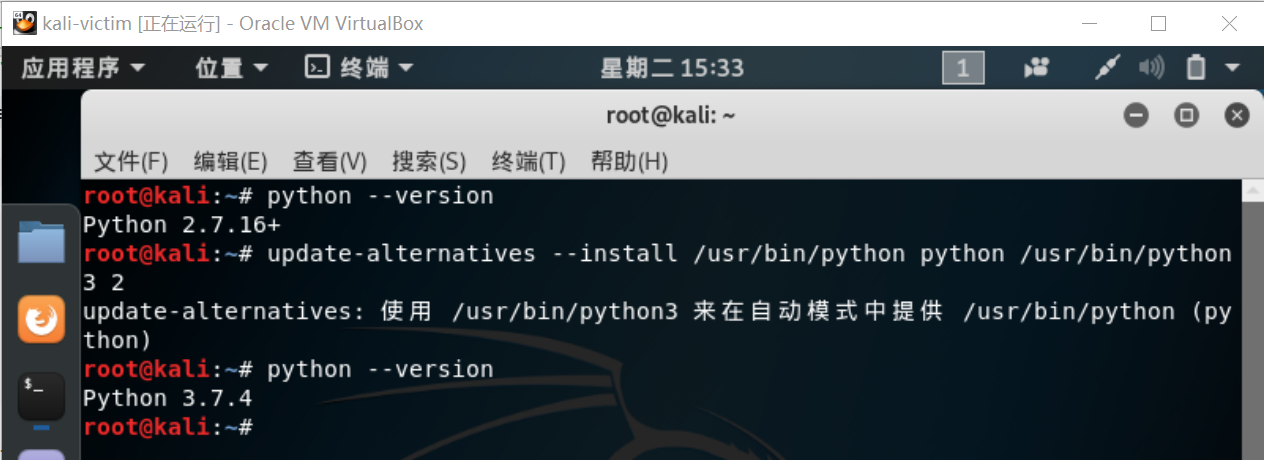 kali-victim [正在运行] - Oracle VM VirtualBox
应用程序 位置 终端 星期二 15:33 1
root@kali: ~
文件(F) 编辑(E) 查看(V) 搜索(S) 终端(T) 帮助(H)
root@kali:~# python --version
Python 2.7.16+
root@kali:~# update-alternatives --install /usr/bin/python python /usr/bin/python
3 2
update-alternatives: 使用 /usr/bin/python3 来在自动模式中提供 /usr/bin/python (py
thon)
root@kali:~# python --version
Python 3.7.4
root@kali:~#
$_